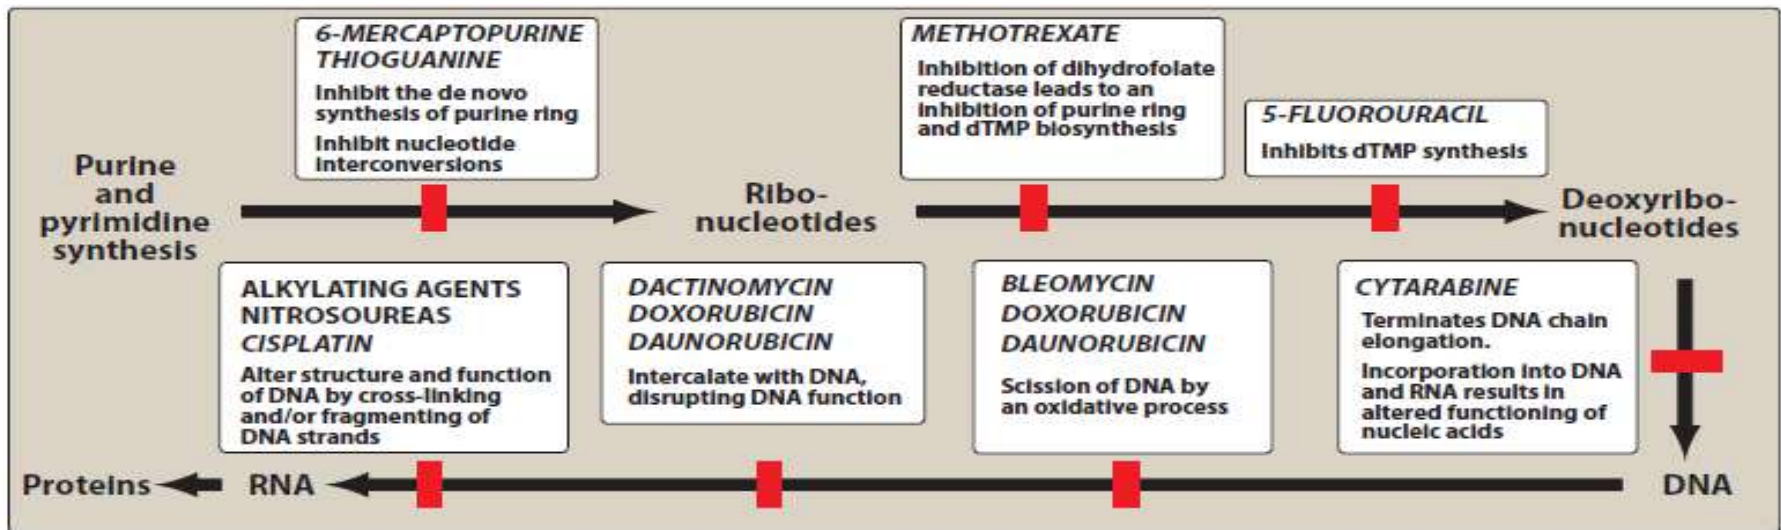 6-MERCAPTOPURINE
THIOGUANINE
Inhibit the de novo
synthesis of purine ring
Inhibit nucleotide
interconversions
METHOTREXATE
Inhibition of dihydrofolate
reductase leads to an
inhibition of purine ring
and dTMP biosynthesis
5-FLUOROURACIL
Inhibits dTMP synthesis
Purine
and
pyrimidine
synthesis
Ribo-
nucleotides
Deoxyribo-
nucleotides
ALKYLATING AGENTS
NITROSOUREAS
CISPLATIN
Alter structure and function
of DNA by cross-linking
and/or fragmenting of
DNA strands
DACTINOMYCIN
DOXORUBICIN
DAUNORUBICIN
Intercalate with DNA,
disrupting DNA function
BLEOMYCIN
DOXORUBICIN
DAUNORUBICIN
Scission of DNA by
an oxidative process
CYTARABINE
Terminates DNA chain
elongation.
Incorporation into DNA
and RNA results in
altered functioning of
nucleic acids
Proteins
RNA
DNA